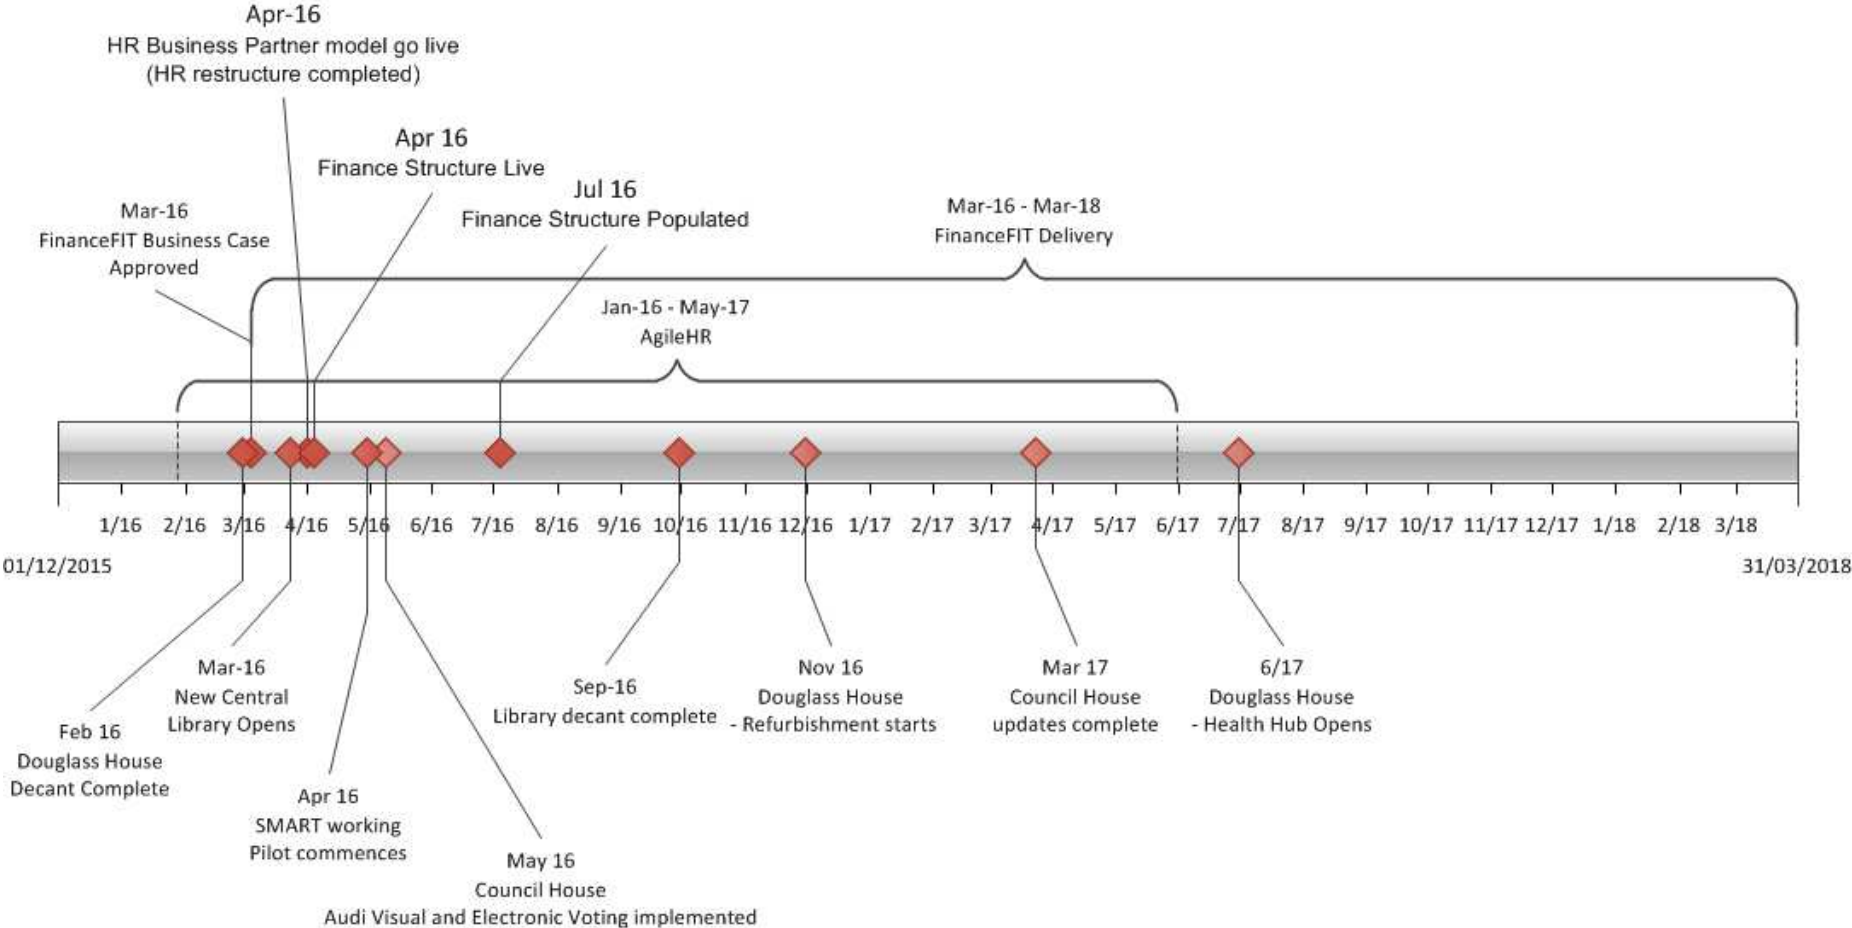 Apr-16
HR Business Partner model go live
(HR restructure completed)
Apr 16
Finance Structure Live
Jul 16
Finance Structure Populated
Mar-16
FinanceFIT Business Case
Approved
Mar-16 - Mar-18
FinanceFIT Delivery
Jan-16 - May-17
AgileHR
1/16 2/16 3/16 4/16 5/16 6/16 7/16 8/16 9/16 10/16 11/16 12/16 1/17 2/17 3/17 4/17 5/17 6/17 7/17 8/17 9/17 10/17 11/17 12/17 1/18 2/18 3/18
01/12/2015
31/03/2018
Feb 16
Douglass House
Decant Complete
Mar-16
New Central
Library Opens
Apr 16
SMART working
Pilot commences
May 16
Council House
Audi Visual and Electronic Voting implemented
Sep-16
Library decant complete
Nov 16
Douglass House
- Refurbishment starts
Mar 17
Council House
updates complete
6/17
Douglass House
- Health Hub Opens